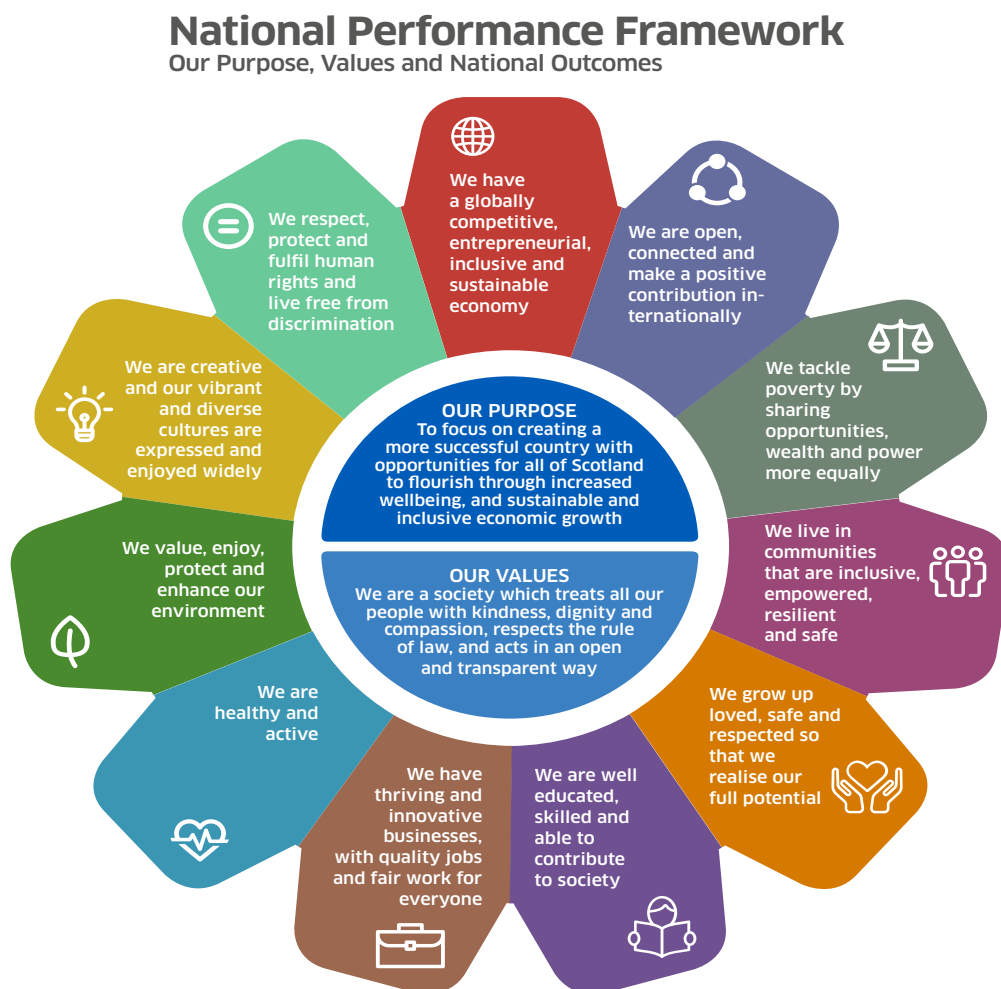 National Performance Framework
Our Purpose, Values and National Outcomes
We have
a globally
competitive,
entrepreneurial,
inclusive and
sustainable
economy
We are open,
connected and
make a positive
contribution in-
ternationally
We tackle
poverty by
sharing
opportunities,
wealth and power
more equally
We live in
communities
that are inclusive,
empowered,
resilient
and safe
We grow up
loved, safe and
respected so
that we
realise our
full potential
We are well
educated,
skilled and
able to
contribute
to society
We have
thriving and
innovative
businesses,
with quality jobs
and fair work for
everyone
We are
healthy and
active
We value, enjoy,
protect and
enhance our
environment
We are creative
and our vibrant
and diverse
cultures are
expressed and
enjoyed widely
We respect,
protect and
fulfil human
rights and
live free from
discrimination
OUR PURPOSE
To focus on creating a
more successful country with
opportunities for all of Scotland
to flourish through increased
wellbeing, and sustainable and
inclusive economic growth
OUR VALUES
We are a society which treats all our
people with kindness, dignity and
compassion, respects the rule
of law, and acts in an open
and transparent way